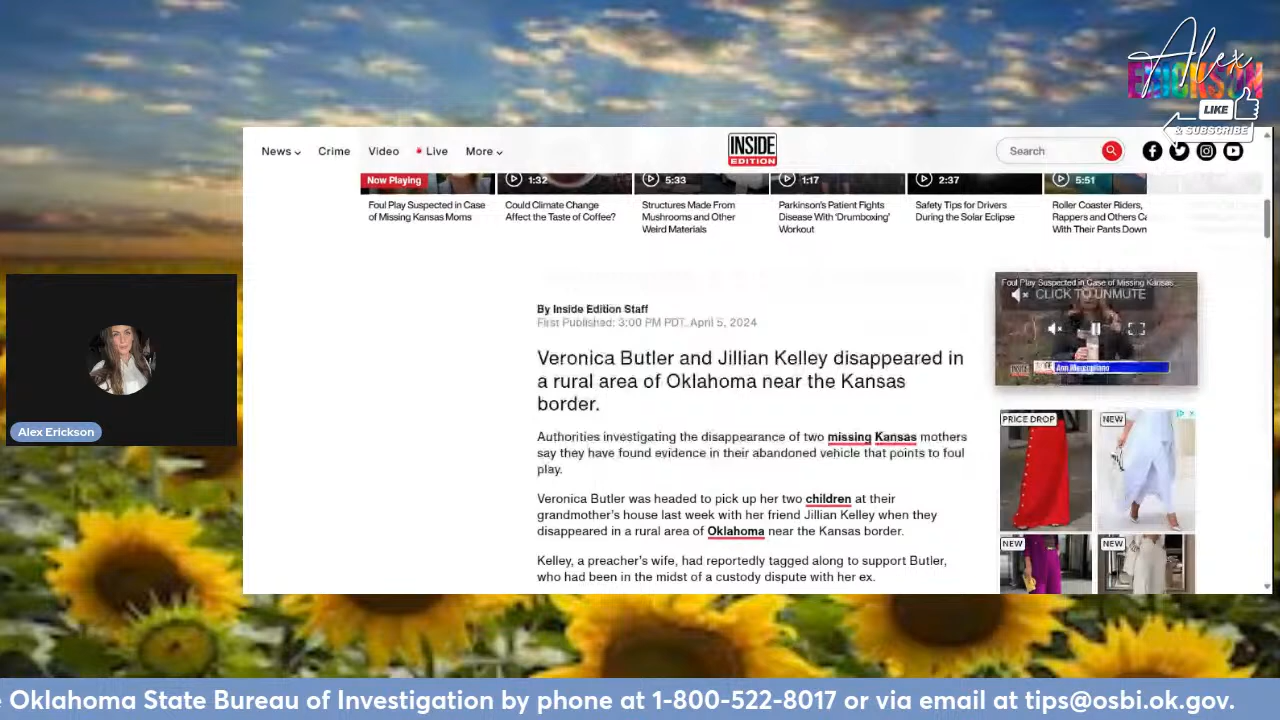 Alex
ERICKSON
LIKE
& SUBSCRIBE
News
Crime
Video
Live
More
INSIDE
EDITION
Search
Now Playing
1:32
5:33
1:17
2:37
5:51
Foul Play Suspected in Case
of Missing Kansas Moms
Could Climate Change
Affect the Taste of Coffee?
Structures Made From
Mushrooms and Other
Weird Materials
Parkinson's Patient Fights
Disease With 'Drumboxing'
Workout
Safety Tips for Drivers
During the Solar Eclipse
Roller Coaster Riders,
Rappers and Others Ca
With Their Pants Down
By Inside Edition Staff
First Published: 3:00 PM PDT, April 5, 2024
Veronica Butler and Jillian Kelley disappeared in
a rural area of Oklahoma near the Kansas
border.
Authorities investigating the disappearance of two missing Kansas mothers
say they have found evidence in their abandoned vehicle that points to foul
play.
Veronica Butler was headed to pick up her two children at their
grandmother's house last week with her friend Jillian Kelley when they
disappeared in a rural area of Oklahoma near the Kansas border.
Kelley, a preacher's wife, had reportedly tagged along to support Butler,
who had been in the midst of a custody dispute with her ex.
Foul Play Suspected in Case of Missing Kansas...
CLICK TO UNMUTE
PRICE DROP
NEW
NEW
NEW
Alex Erickson
e Oklahoma State Bureau of Investigation by phone at 1-800-522-8017 or via email at tips@osbi.ok.gov.